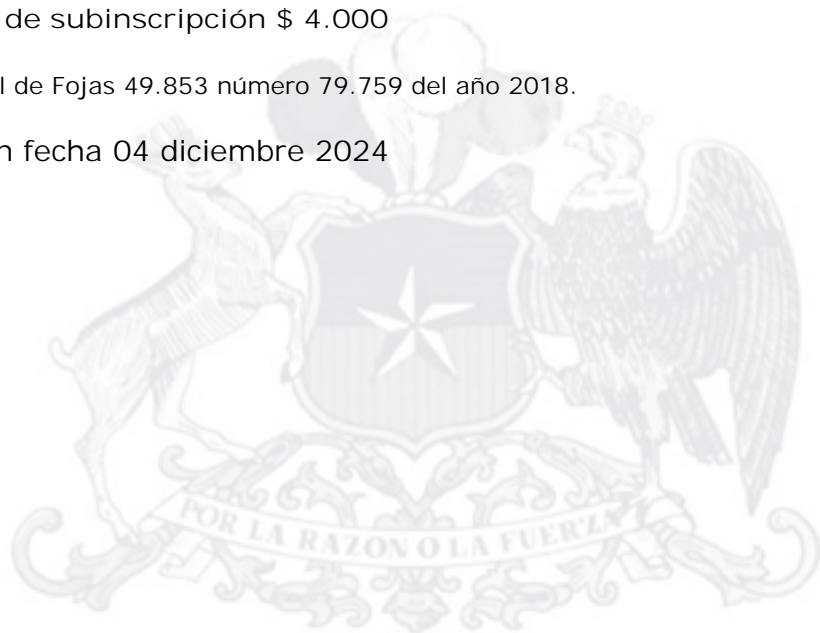 de subinscripción $ 4.000
l de Fojas 49.853 número 79.759 del año 2018.
n fecha 04 diciembre 2024
POR LA RAZON O LA FUERZA